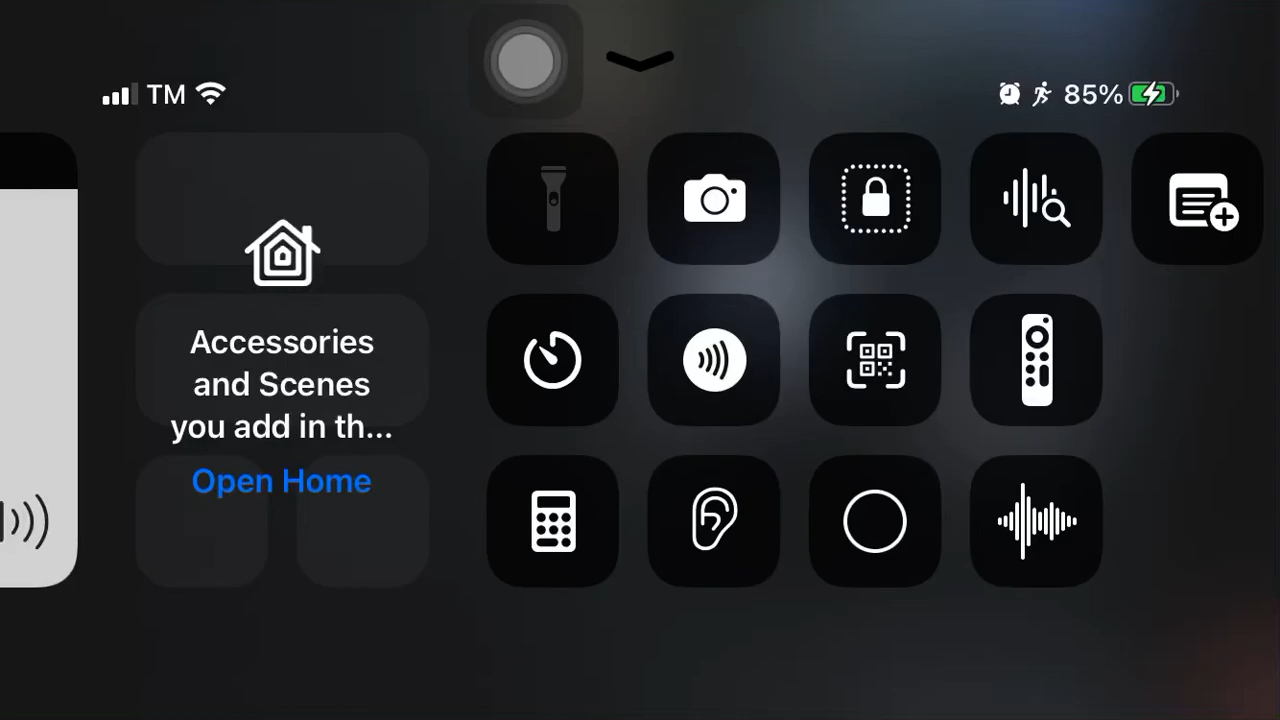 TM
85%
Accessories
and Scenes
you add in th...
Open Home